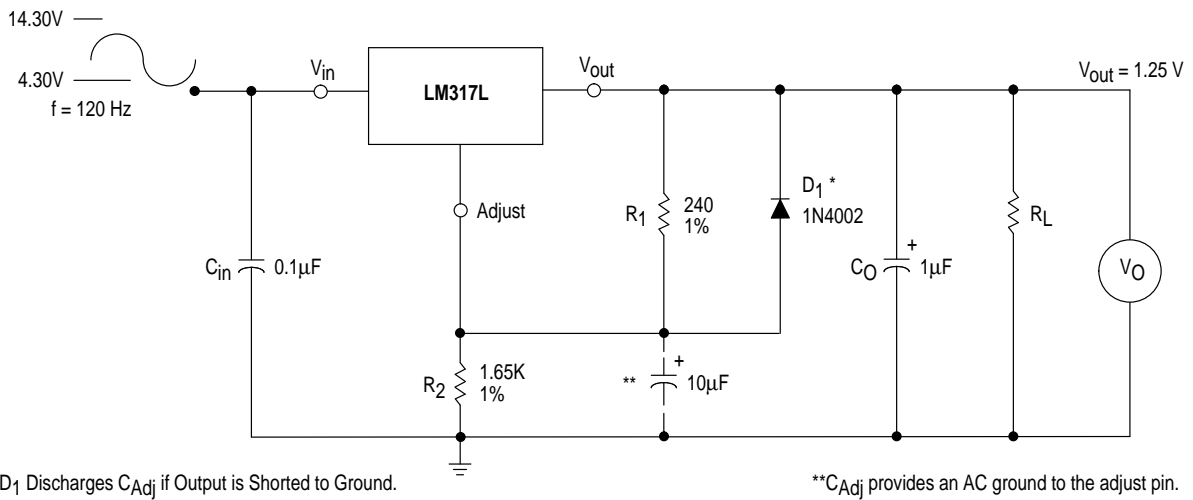 14.30V
4.30V
f = 120 Hz
Vin
LM317L
Vout
Vout = 1.25 V
Adjust
Cin
0.1μF
R1
240
1%
D1 *
1N4002
CO
+
1μF
RL
VO
R2
1.65K
1%
**
+
10μF
D1 Discharges CAdj if Output is Shorted to Ground.
**CAdj provides an AC ground to the adjust pin.